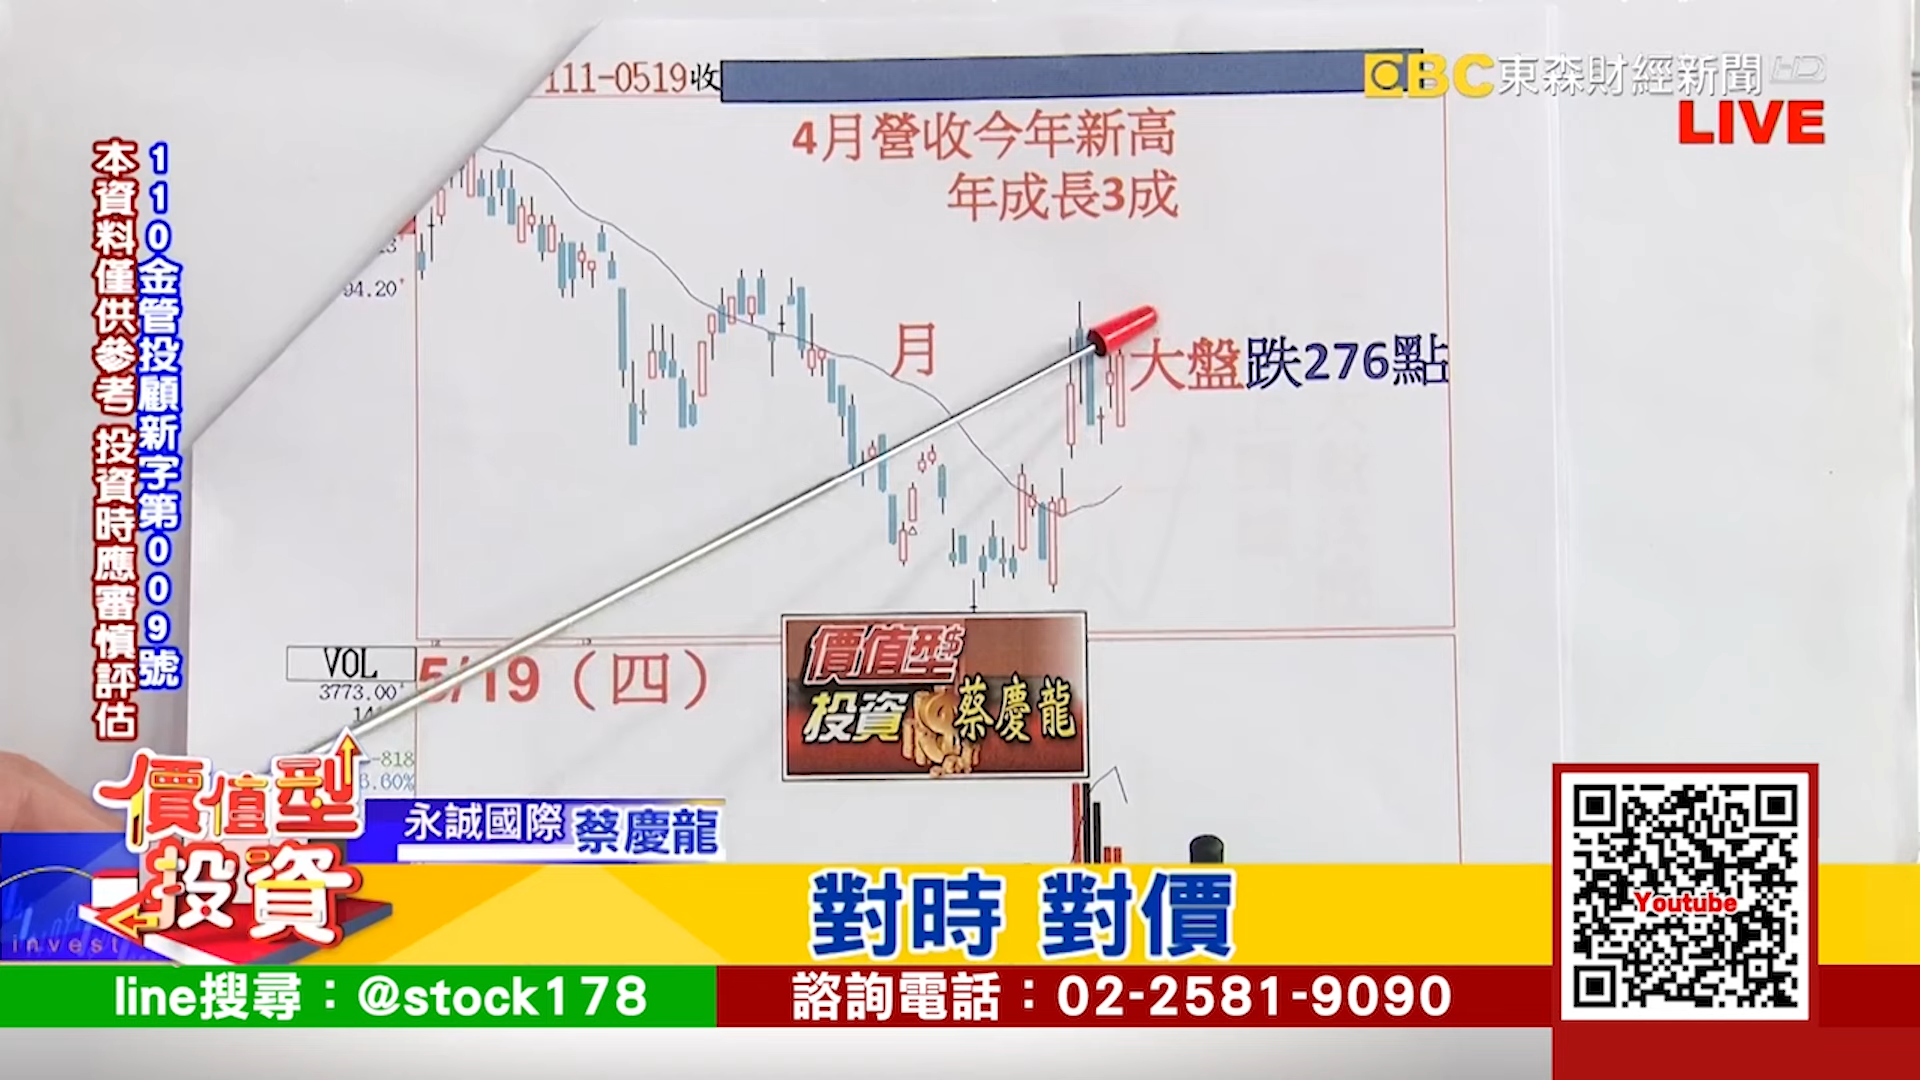 111-0519收
EBC東森財經新聞HD
LIVE
4月營收今年新高
年成長3成
94.20
月
大盤跌276點
本資料僅供參考 投資時應審慎評估
110金管投顧新字第009號
VOL
3773.00
5/19(四)
-818
價值型
投資
蔡慶龍
價值型
投資
invest
永誠國際 蔡慶龍
對時 對價
Youtube
line搜尋：@stock178
諮詢電話：02-2581-9090